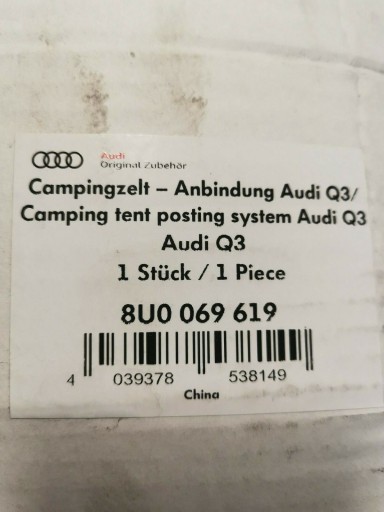 Audi
Original Zubehör
Campingzelt – Anbindung Audi Q3/
Camping tent posting system Audi Q3
Audi Q3
1 Stück / 1 Piece
8U0 069 619
4 039378 538149
China